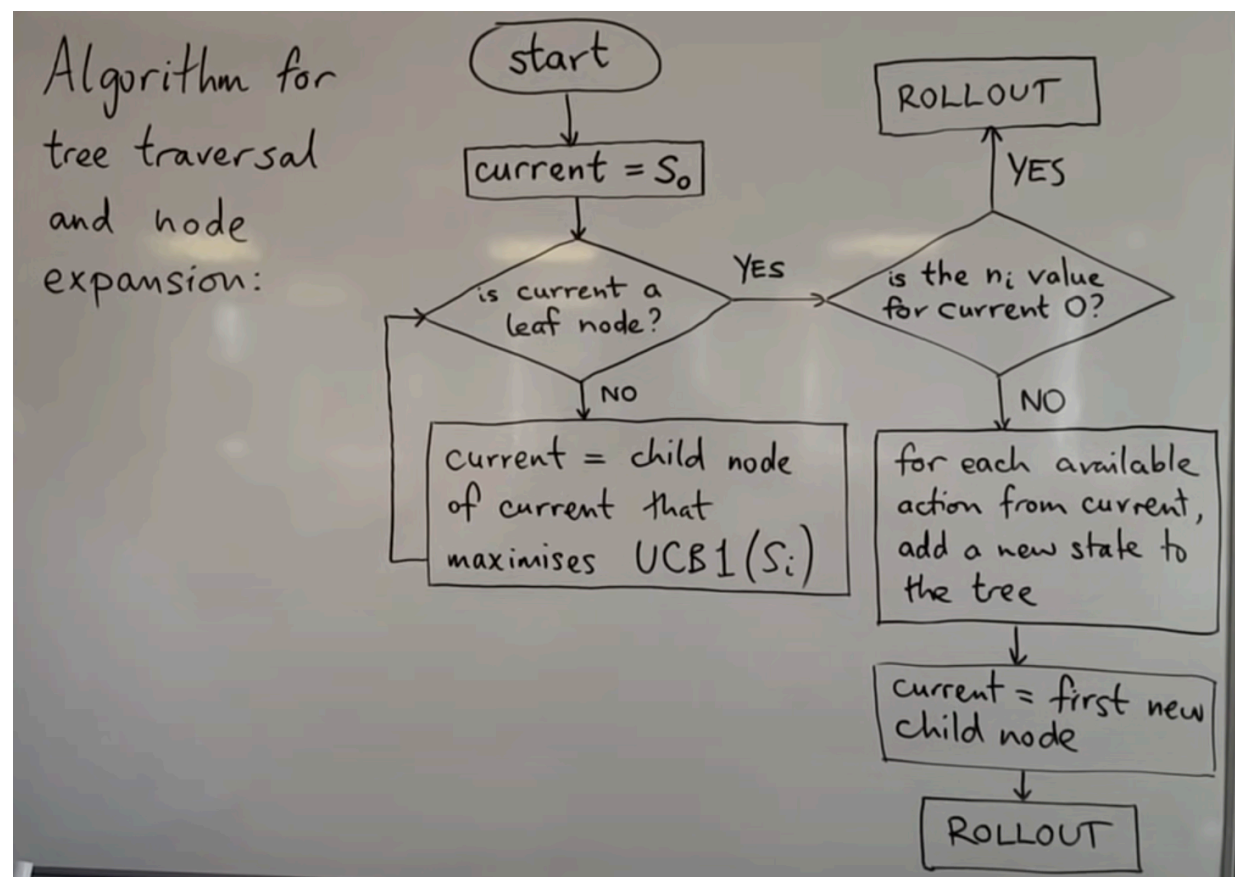 Algorithm for
tree traversal
and node
expansion:
start
current = S₀
is current a
leaf node?
YES
NO
current = child node
of current that
maximises UCB1(Sᵢ)
is the nᵢ value
for current 0?
YES
ROLLOUT
NO
for each available
action from current,
add a new state to
the tree
current = first new
child node
ROLLOUT